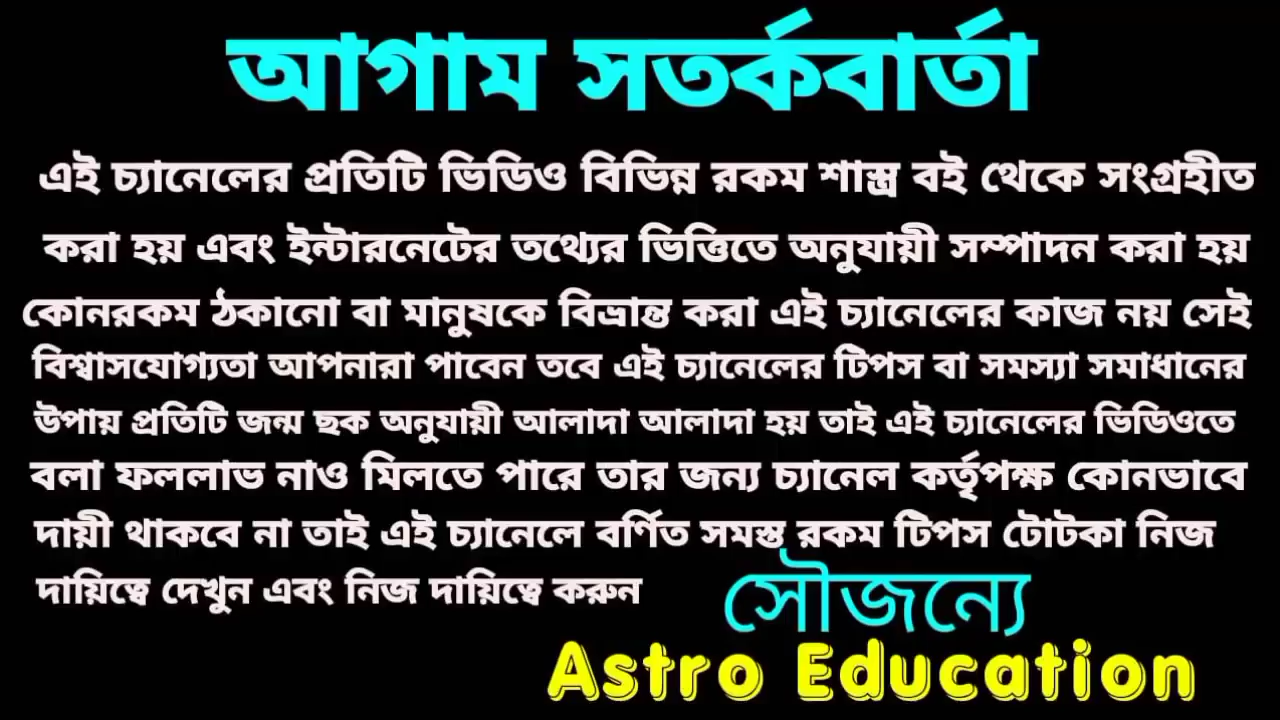 আগাম সতর্কবার্তা
এই চ্যানেলের প্রতিটি ভিডিও বিভিন্ন রকম শাস্ত্র বই থেকে সংগ্রহীত
করা হয় এবং ইন্টারনেটের তথ্যের ভিত্তিতে অনুযায়ী সম্পাদন করা হয়
কোনরকম ঠকানো বা মানুষকে বিভ্রান্ত করা এই চ্যানেলের কাজ নয় সেই
বিশ্বাসযোগ্যতা আপনারা পাবেন তবে এই চ্যানেলের টিপস বা সমস্যা সমাধানের
উপায় প্রতিটি জন্ম ছক অনুযায়ী আলাদা আলাদা হয় তাই এই চ্যানেলের ভিডিওতে
বলা ফললাভ নাও মিলতে পারে তার জন্য চ্যানেল কর্তৃপক্ষ কোনভাবে
দায়ী থাকবে না তাই এই চ্যানেলে বর্ণিত সমস্ত রকম টিপস টোটকা নিজ
দায়িত্বে দেখুন এবং নিজ দায়িত্বে করুন
সৌজন্যে
Astro Education